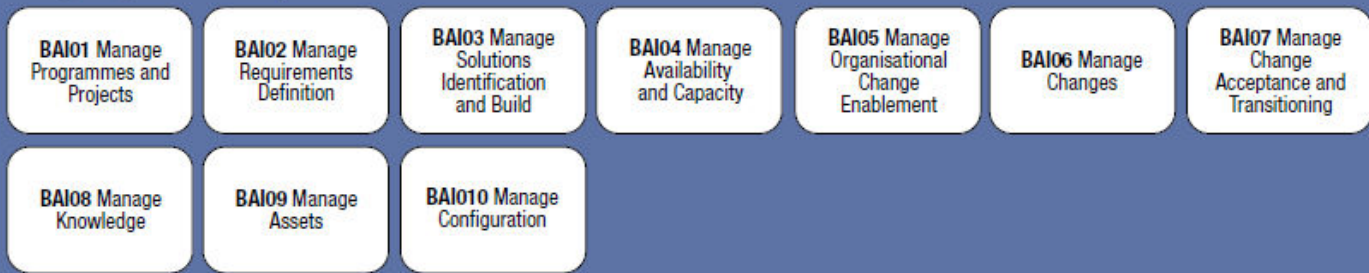 BAI01 Manage
Programmes and
Projects
BAI02 Manage
Requirements
Definition
BAI03 Manage
Solutions
Identification
and Build
BAI04 Manage
Availability
and Capacity
BAI05 Manage
Organisational
Change
Enablement
BAI06 Manage
Changes
BAI07 Manage
Change
Acceptance and
Transitioning
BAI08 Manage
Knowledge
BAI09 Manage
Assets
BAI010 Manage
Configuration